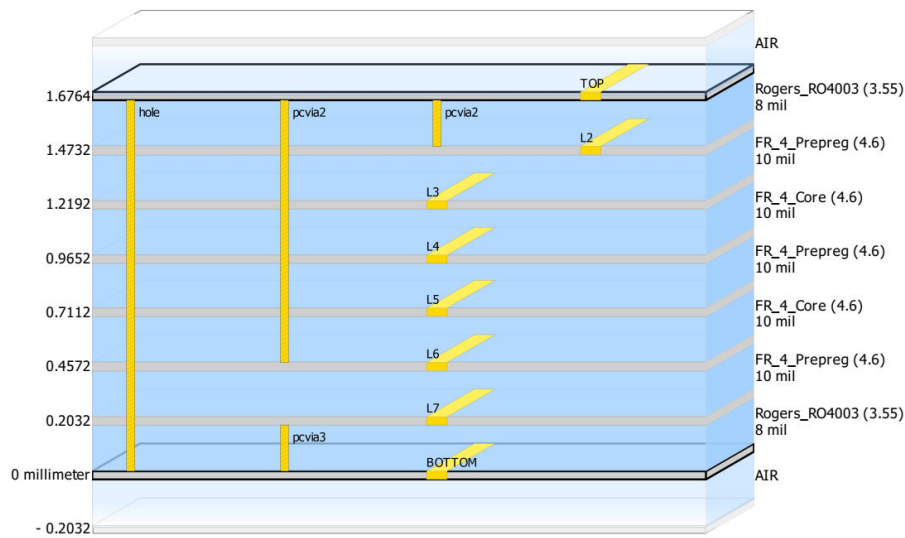 AIR
TOP
1.6764
Rogers_RO4003 (3.55)
8 mil
hole
pcvia2
pcvia2
L2
1.4732
FR_4_Prepreg (4.6)
10 mil
L3
1.2192
FR_4_Core (4.6)
10 mil
L4
0.9652
FR_4_Prepreg (4.6)
10 mil
L5
0.7112
FR_4_Core (4.6)
10 mil
L6
0.4572
FR_4_Prepreg (4.6)
10 mil
L7
0.2032
Rogers_RO4003 (3.55)
8 mil
pcvia3
BOTTOM
0 millimeter
AIR
- 0.2032